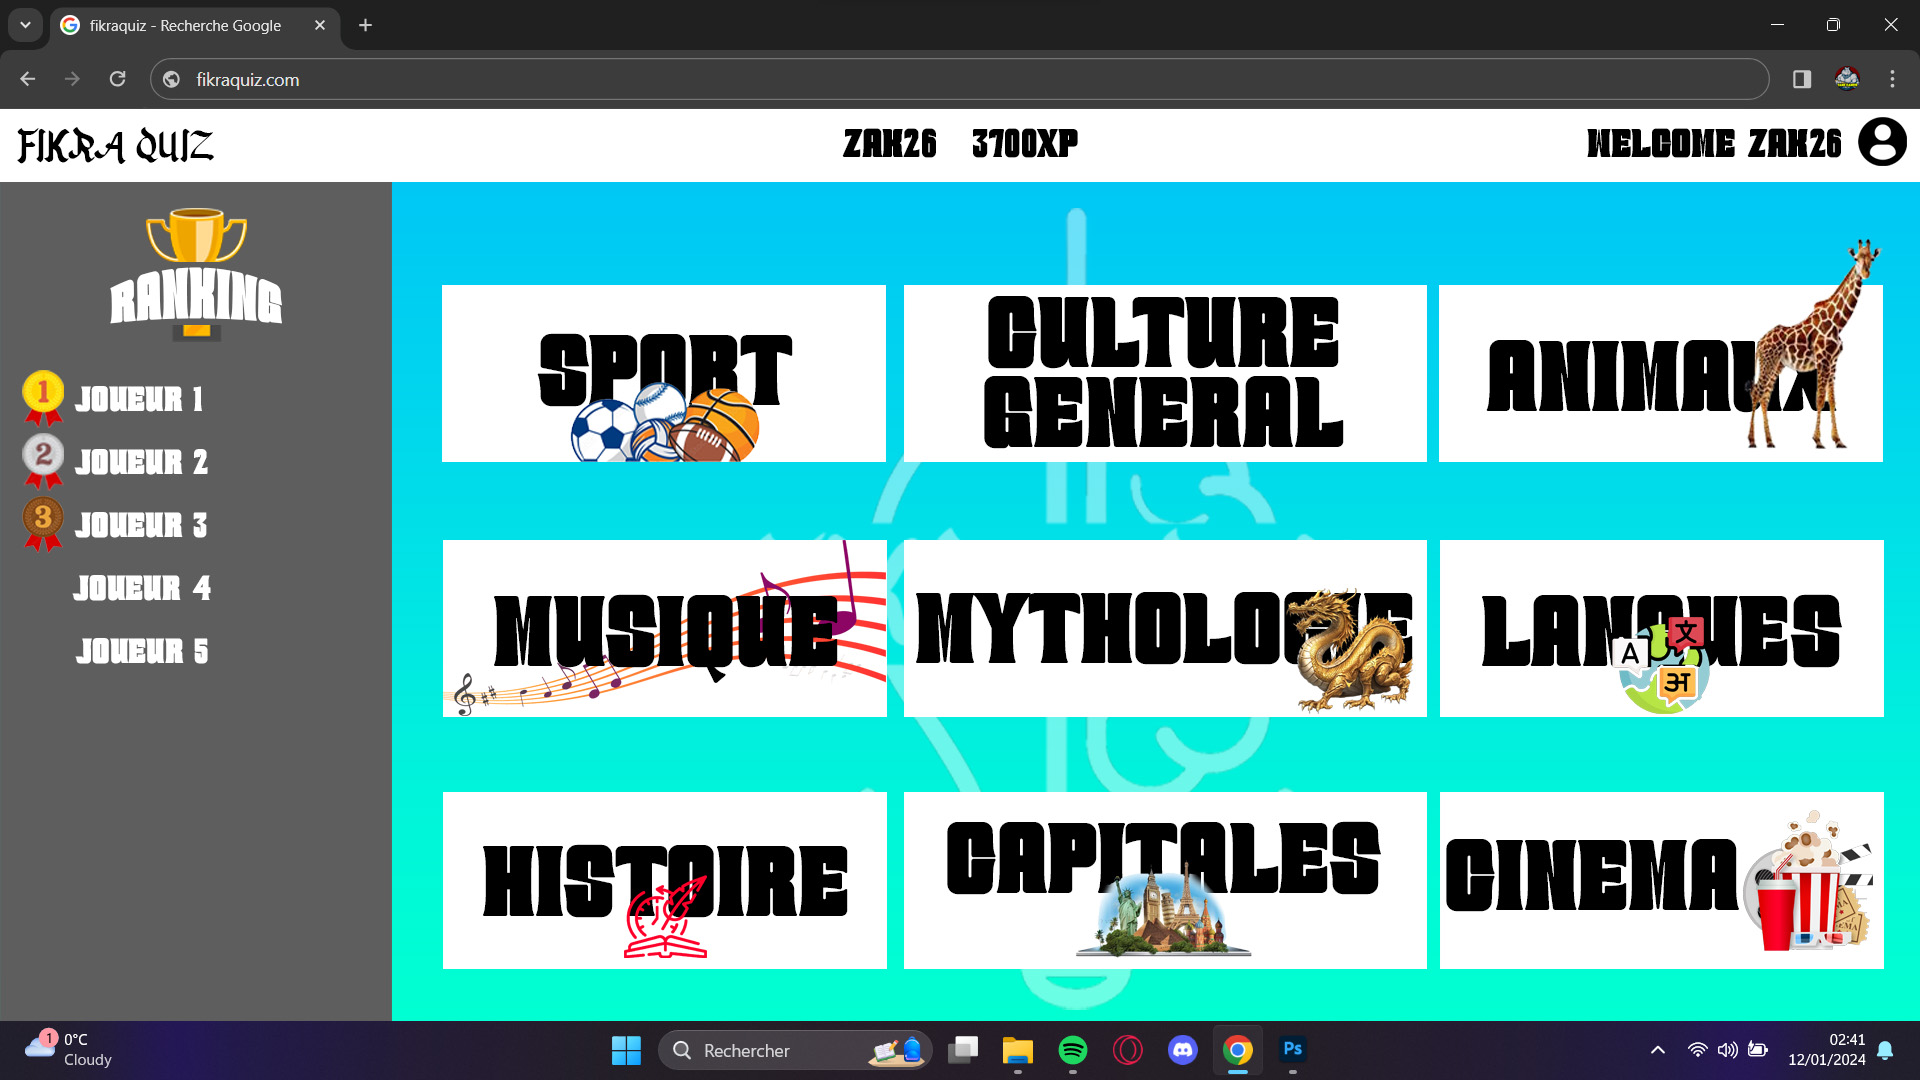 fikraquiz - Recherche Google
fikraquiz.com
FIKRA QUIZ
ZAK26 3700XP
WELCOME ZAK26
RANKING
1 JOUEUR 1
2 JOUEUR 2
3 JOUEUR 3
JOUEUR 4
JOUEUR 5
SPORT
CULTURE
GENERAL
ANIMAUX
MUSIQUE
MYTHOLOGIE
LANGUES
文
A
अ
HISTOIRE
CAPITALES
CINEMA
1
0°C
Cloudy
Rechercher
Ps
02:41
12/01/2024